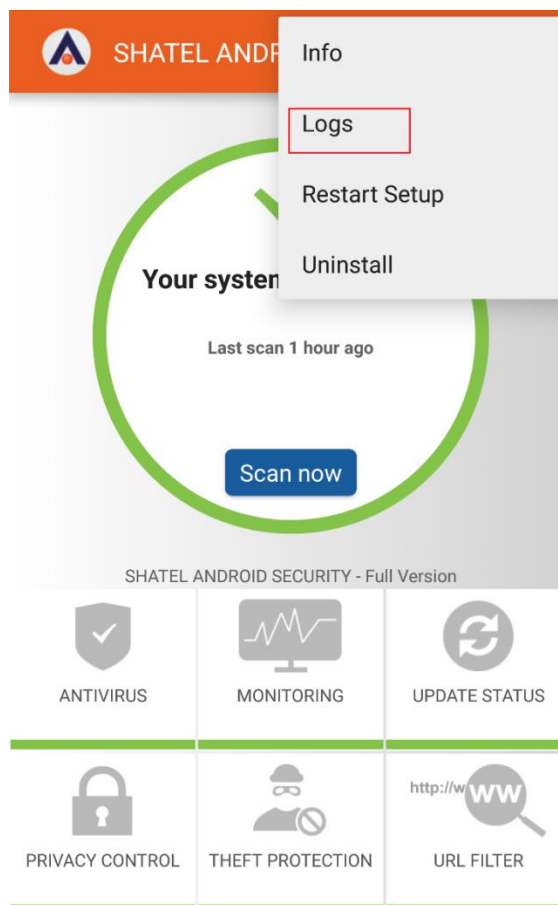 SHATEL ANDR
Info
Logs
Restart Setup
Uninstall
Your system
Last scan 1 hour ago
Scan now
SHATEL ANDROID SECURITY - Full Version
ANTIVIRUS
MONITORING
UPDATE STATUS
PRIVACY CONTROL
THEFT PROTECTION
http://w
WW
URL FILTER